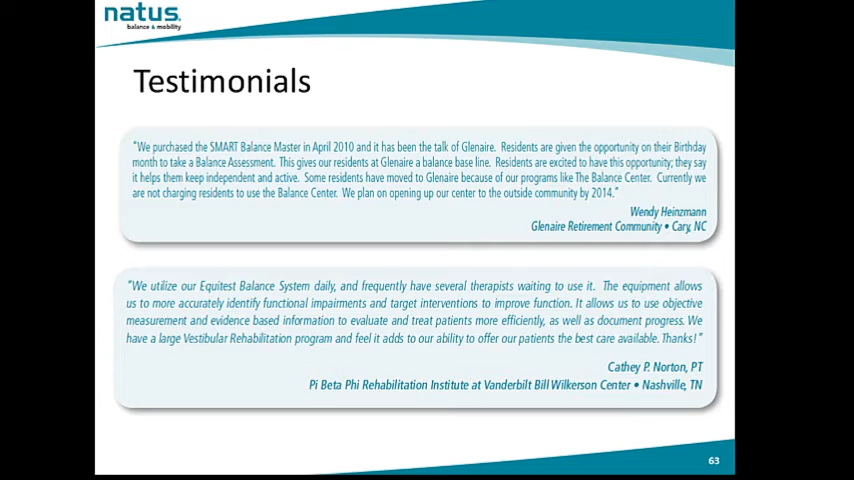 natus.
balance & mobility
Testimonials
"We purchased the SMART Balance Master in April 2010 and it has been the talk of Glenaire. Residents are given the opportunity on their Birthday
month to take a Balance Assessment. This gives our residents at Glenaire a balance base line. Residents are excited to have this opportunity; they say
it helps them keep independent and active. Some residents have moved to Glenaire because of our programs like The Balance Center. Currently we
are not charging residents to use the Balance Center. We plan on opening up our center to the outside community by 2014."
Wendy Heinzmann
Glenaire Retirement Community • Cary, NC
"We utilize our Equitest Balance System daily, and frequently have several therapists waiting to use it. The equipment allows
us to more accurately identify functional impairments and target interventions to improve function. It allows us to use objective
measurement and evidence based information to evaluate and treat patients more efficiently, as well as document progress. We
have a large Vestibular Rehabilitation program and feel it adds to our ability to offer our patients the best care available. Thanks!"
Cathey P. Norton, PT
Pi Beta Phi Rehabilitation Institute at Vanderbilt Bill Wilkerson Center • Nashville, TN
63